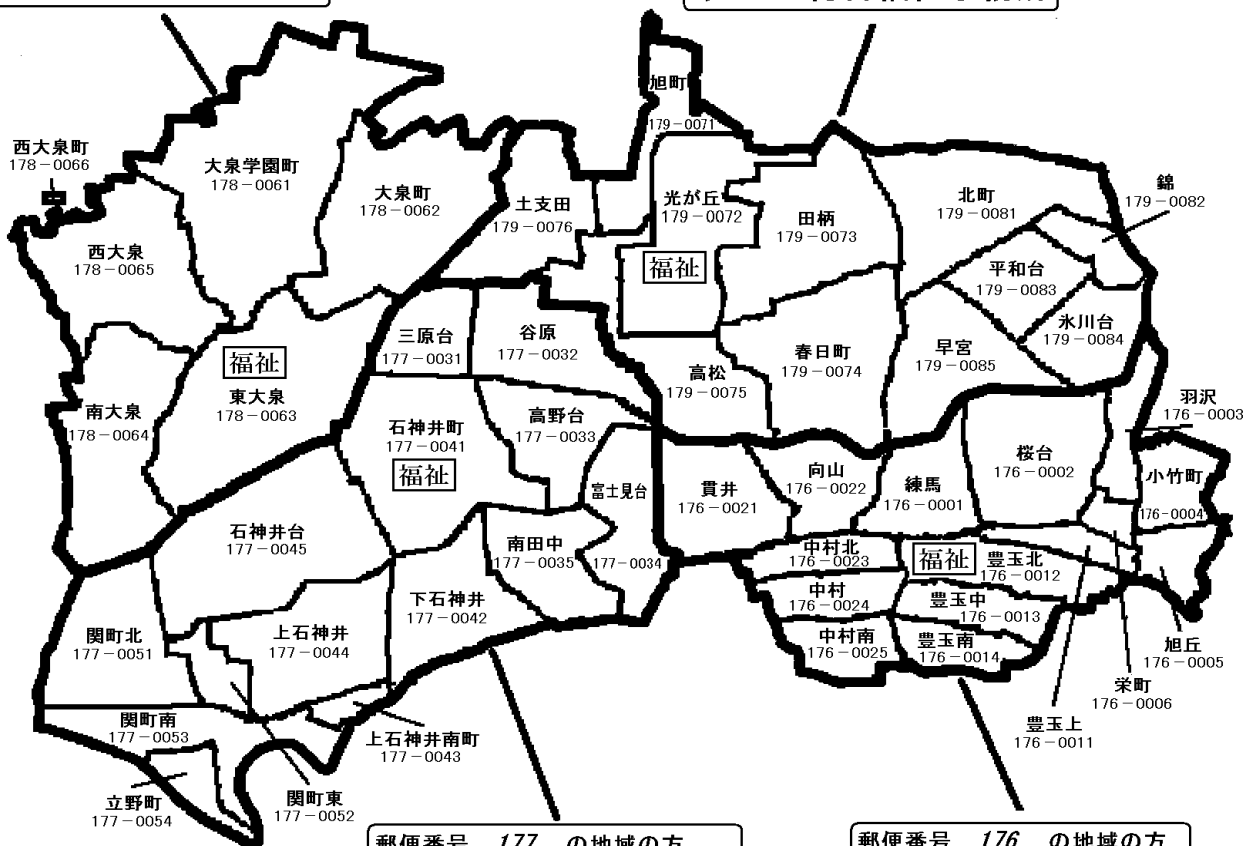 旭町
179-0071
西大泉町
178-0066
大泉学園町
178-0061
大泉町
178-0062
土支田
179-0076
光が丘
179-0072
福祉
田柄
179-0073
北町
179-0081
錦
179-0082
西大泉
178-0065
平和台
179-0083
氷川台
179-0084
三原台
177-0031
谷原
177-0032
春日町
179-0074
早宮
179-0085
高松
179-0075
福祉
東大泉
178-0063
南大泉
178-0064
石神井町
177-0041
福祉
高野台
177-0033
富士見台
177-0034
羽沢
176-0003
桜台
176-0002
小竹町
176-0004
向山
176-0022
練馬
176-0001
貫井
176-0021
石神井台
177-0045
南田中
177-0035
中村北
176-0023
福祉
豊玉北
176-0012
下石神井
177-0042
中村
176-0024
豊玉中
176-0013
関町北
177-0051
上石神井
177-0044
中村南
176-0025
豊玉南
176-0014
旭丘
176-0005
栄町
176-0006
豊玉上
176-0011
関町南
177-0053
上石神井南町
177-0043
立野町
177-0054
関町東
177-0052
郵便番号 177 の地域の方
郵便番号 176 の地域の方